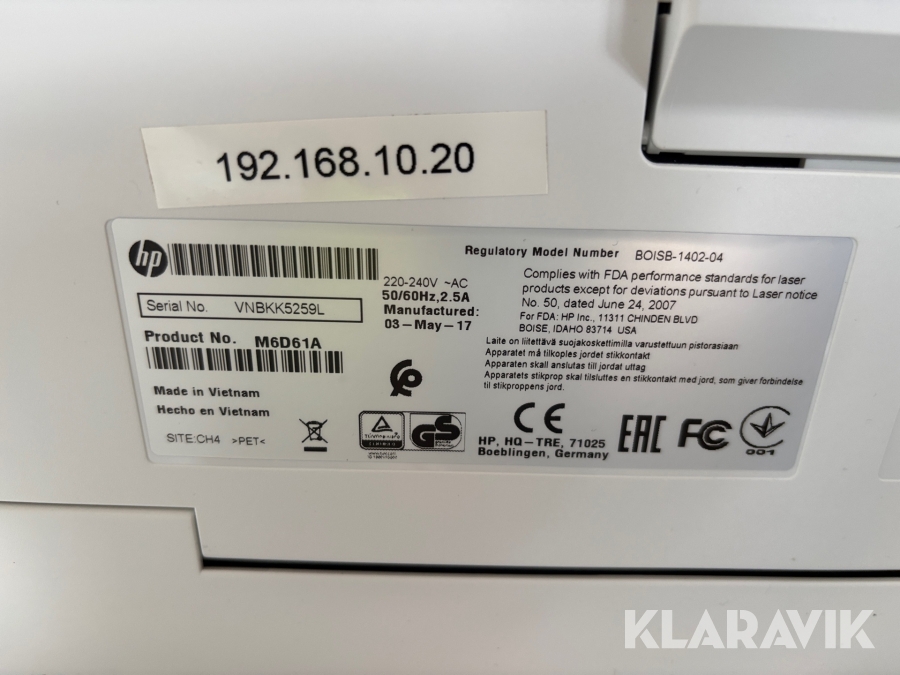 192.168.10.20
hp
Regulatory Model Number BOISB-1402-04
220-240V ~AC
50/60Hz, 2.5A
Manufactured:
03-May-17
Serial No. VNBKK5259L
Product No. M6D61A
Complies with FDA performance standards for laser
products except for deviations pursuant to Laser notice
No. 50, dated June 24, 2007
For FDA: HP Inc., 11311 CHINDEN BLVD
BOISE, IDAHO 83714 USA
Laite on liitettävä suojakoskettimilla varustettuun pistorasiaan
Apparatet må tilkoples jordet stikkontakt
Apparaten skall anslutas till jordat uttag
Apparatets stikprop skal tilsluttes en stikkontakt med jord, som giver forbindelse
til stikproppens jord.
Made in Vietnam
Hecho en Vietnam
SITE:CH4 >PET<
GS
CE
HP, HQ-TRE, 71025
Boeblingen, Germany
EAC
FC
001
KLARAVIK